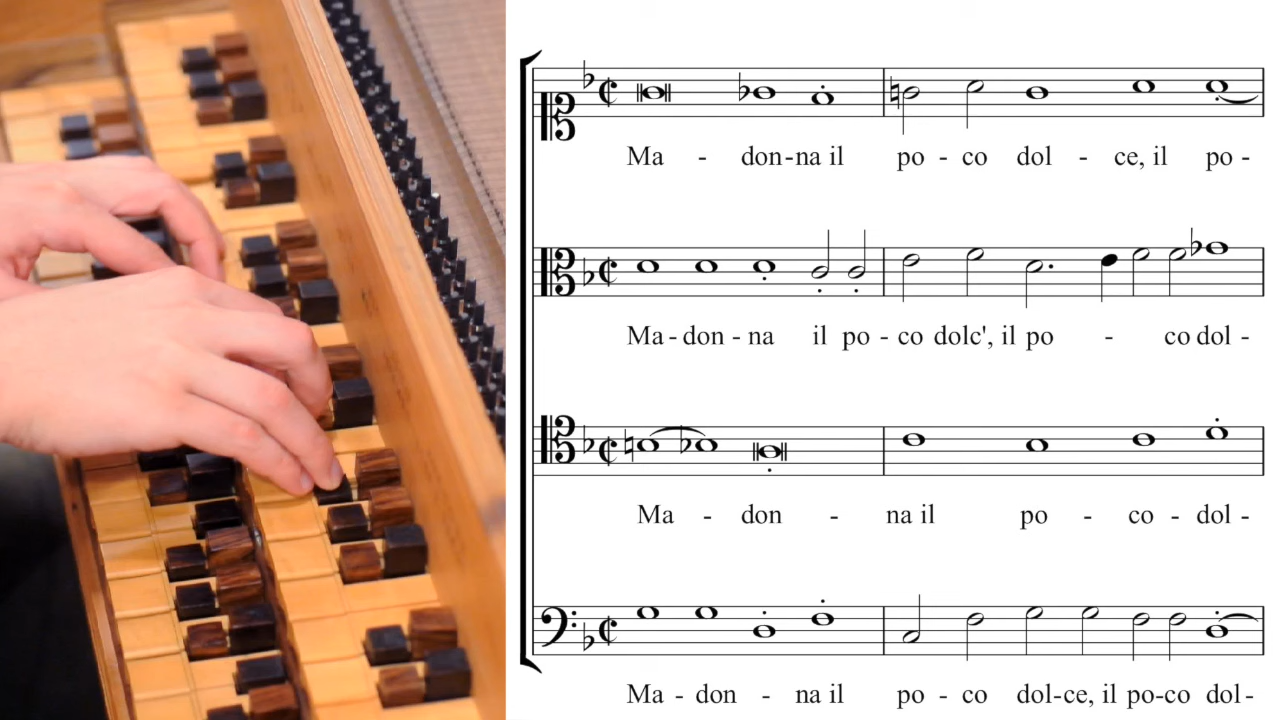 Ma - don-na il po - co dol - ce, il po -
Ma - don - na il po - co dolc', il po - co dol -
Ma - don - na il po - co - dol -
Ma - don - na il po - co dol-ce, il po-co dol-